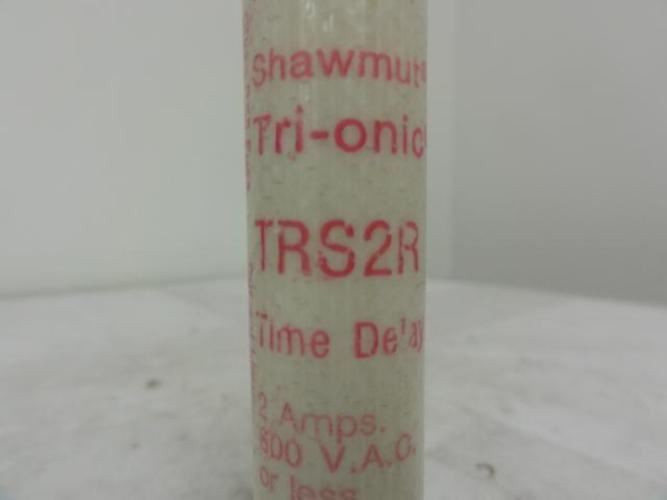 Shawmut®
Tri-onic®
TRS2R
Time Delay
2 Amps.
600 V.A.C.
or less